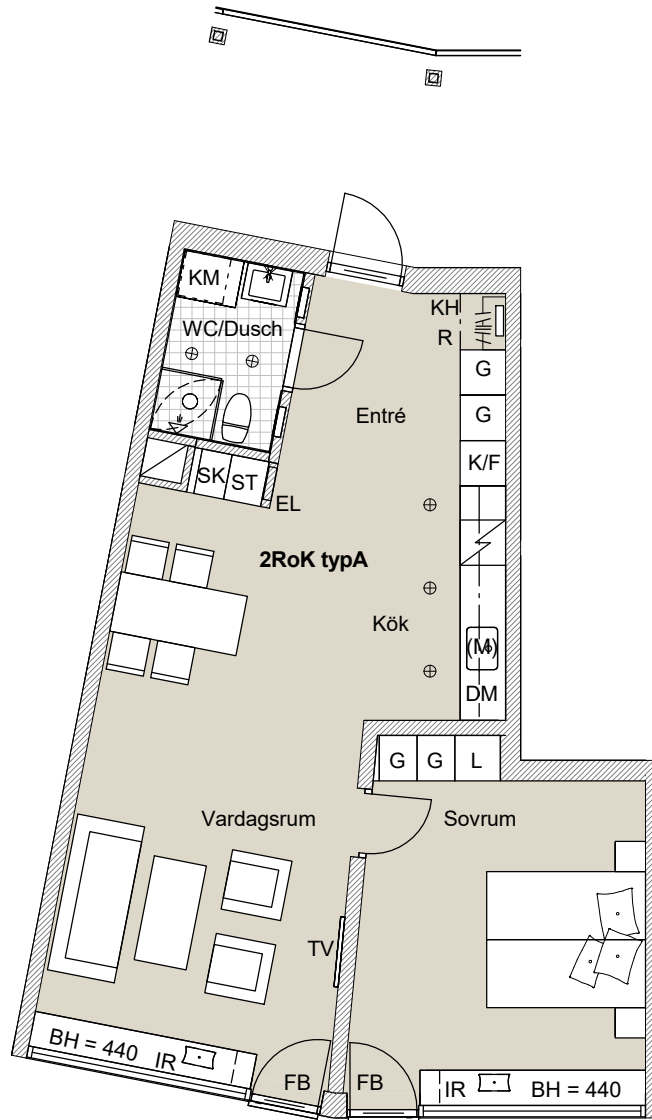 KM
KH
WC/Dusch
R
G
Entré
G
K/F
SK ST
EL
2RoK typA
Kök
(M)
DM
G G L
Vardagsrum
Sovrum
TV
BH = 440 IR
FB
FB
IR BH = 440